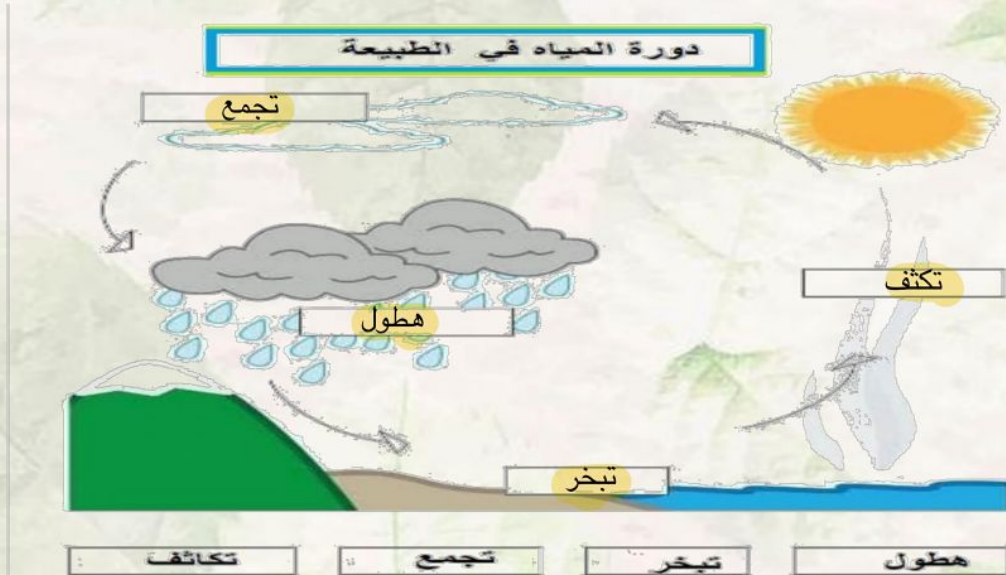 دورة المياه في الطبيعة
تجمع
تكثف
هطول
تبخر
هطول
تبخر
تجمع
تكاثف